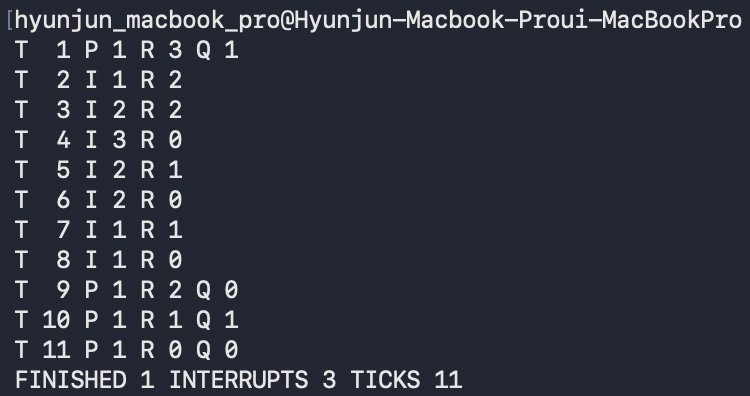 [hyunjun_macbook_pro@Hyunjun-Macbook-Proui-MacBookPro
T  1 P 1 R 3 Q 1
T  2 I 1 R 2
T  3 I 2 R 2
T  4 I 3 R 0
T  5 I 2 R 1
T  6 I 2 R 0
T  7 I 1 R 1
T  8 I 1 R 0
T  9 P 1 R 2 Q 0
T 10 P 1 R 1 Q 1
T 11 P 1 R 0 Q 0
FINISHED 1 INTERRUPTS 3 TICKS 11